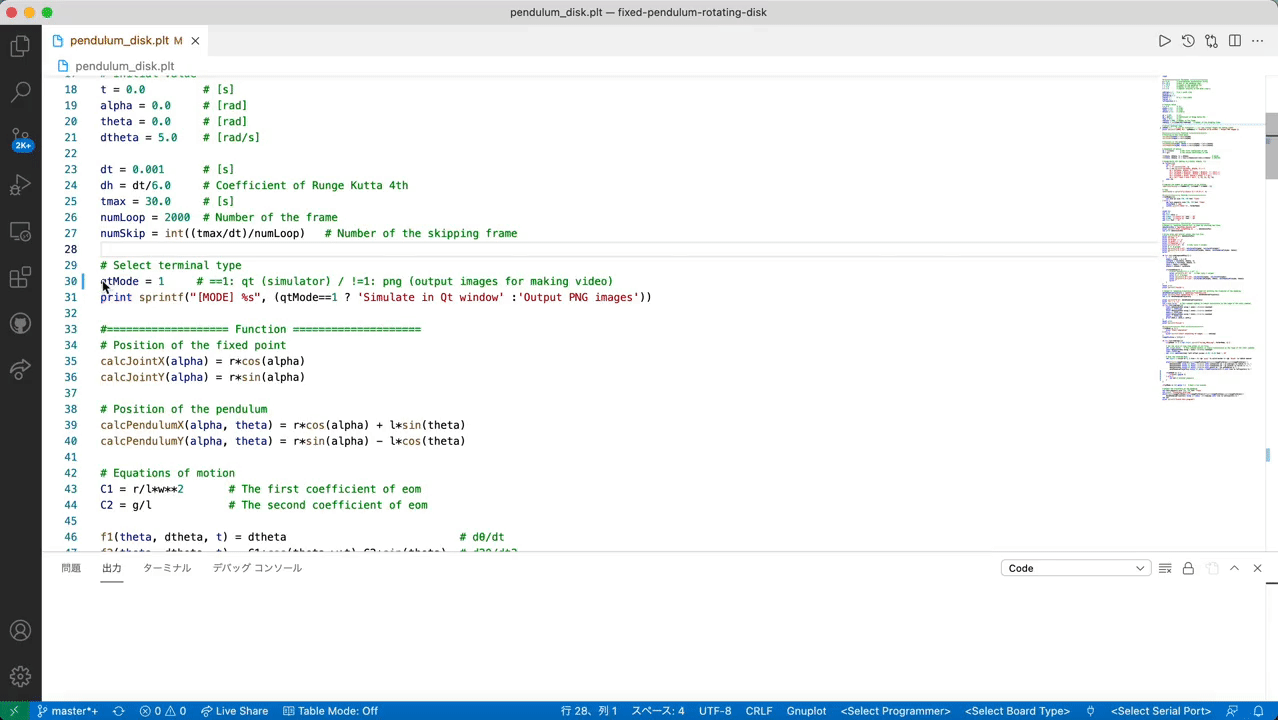 pendulum_disk.plt — fixed-pendulum-rotating-disk
pendulum_disk.plt M
pendulum_disk.plt
18 t = 0.0 # [s]
19 alpha = 0.0 # [rad]
20 theta = 0.0 # [rad]
21 dtheta = 5.0 # [rad/s]
22
23 dt = 0.001 # [s]
24 dh = dt/6.0 # Coefficient of Runge Kutta 4th
25 tmax = 30.0 # [s]
26 numLoop = 2000 # Number of the frame
27 numSkip = int((tmax/dt)/numLoop) # Number of the skipping frame
28
29 # Select terminal type
30 qtMode = 1 # ==1: qt (simulator) / !=1: png (output images for making video)
31 print sprintf("[MODE] %s", (qtMode==1 ? 'Simulate in Qt window' :'Output PNG images'))
32
33 #=================== Function ====================
34 # Position of the fixed point
35 calcJointX(alpha) = r*cos(alpha)
36 calcJointY(alpha) = r*sin(alpha)
37
38 # Position of the pendulum
39 calcPendulumX(alpha, theta) = r*cos(alpha) + l*sin(theta)
40 calcPendulumY(alpha, theta) = r*sin(alpha) - l*cos(theta)
41
42 # Equations of motion
43 C1 = r/l*w**2 # The first coefficient of eom
44 C2 = g/l # The second coefficient of eom
45
46 f1(theta, dtheta, t) = dtheta # dθ/dt
2K+
問題 出力 ターミナル デバッグ コンソール Code
master*+ 0 0 Live Share Table Mode: Off 行 28、列 1 スペース: 4 UTF-8 CRLF Gnuplot <Select Programmer> <Select Board Type> <Select Serial Port>